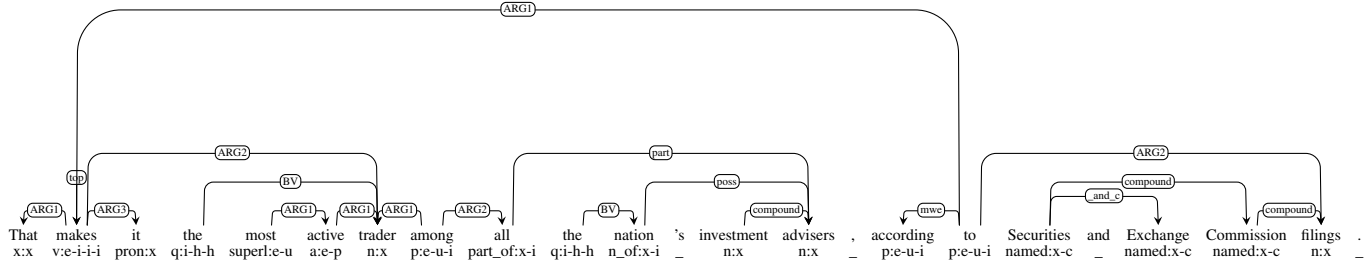 ARG1
ARG2 part ARG2
top BV poss compound
ARG1 ARG3 ARG1 ARG1 ARG1 ARG2 BV compound mwe _and_c compound
That makes it the most active trader among all the nation 's investment advisers , according to Securities and Exchange Commission filings .
x:x v:e-i-i-i pron:x q:i-h-h superl:e-u a:e-p n:x p:e-u-i part_of:x-i q:i-h-h n_of:x-i _ n:x n:x _ p:e-u-i p:e-u-i named:x-c _ named:x-c named:x-c n:x _